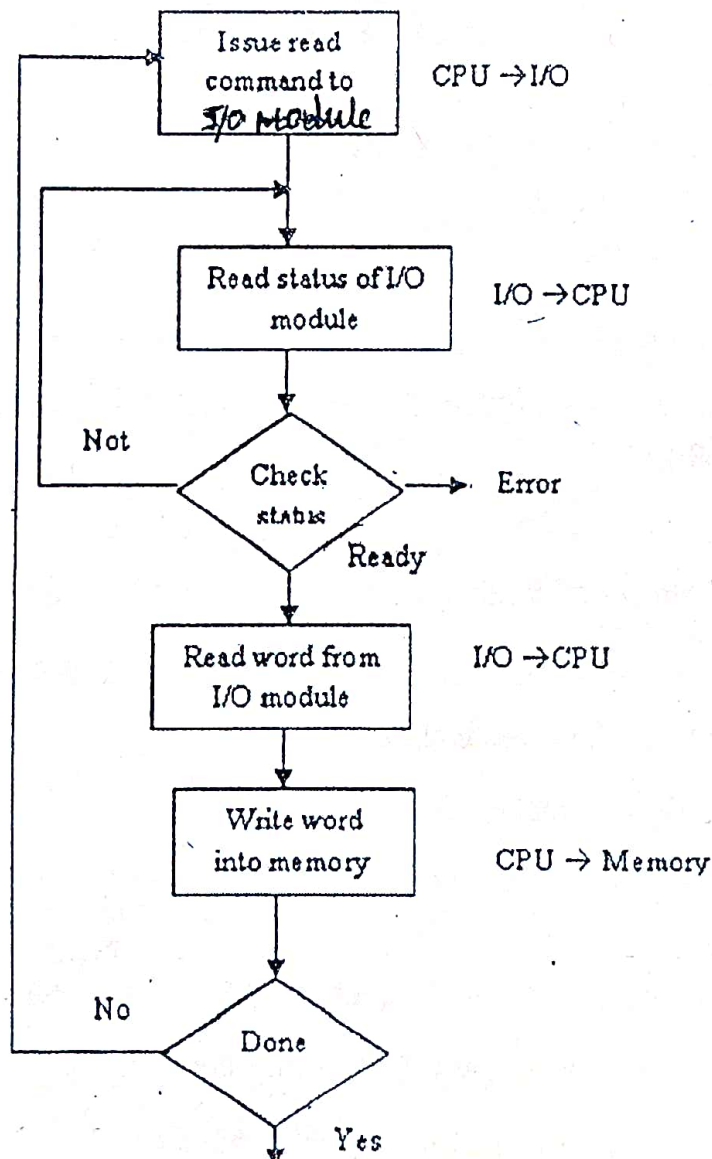 Issue read
command to
I/O Module
CPU → I/O
Read status of I/O
module
I/O → CPU
Not
Check
status
Error
Ready
Read word from
I/O module
I/O → CPU
Write word
into memory
CPU → Memory
No
Done
Yes